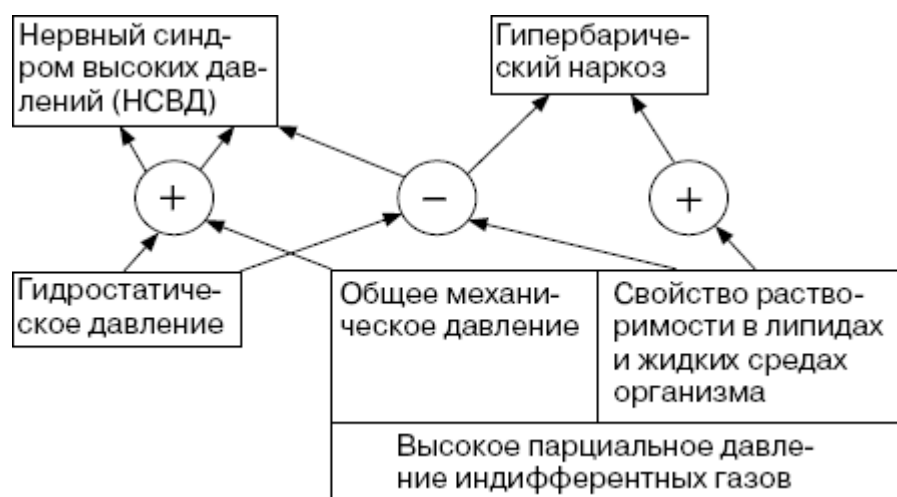 Нервный синд-
ром высоких дав-
лений (НСВД)
Гипербариче-
ский наркоз
+
–
+
Гидростатиче-
ское давление
Общее механи-
ческое давление
Свойство раство-
римости в липидах
и жидких средах
организма
Высокое парциальное давле-
ние индифферентных газов